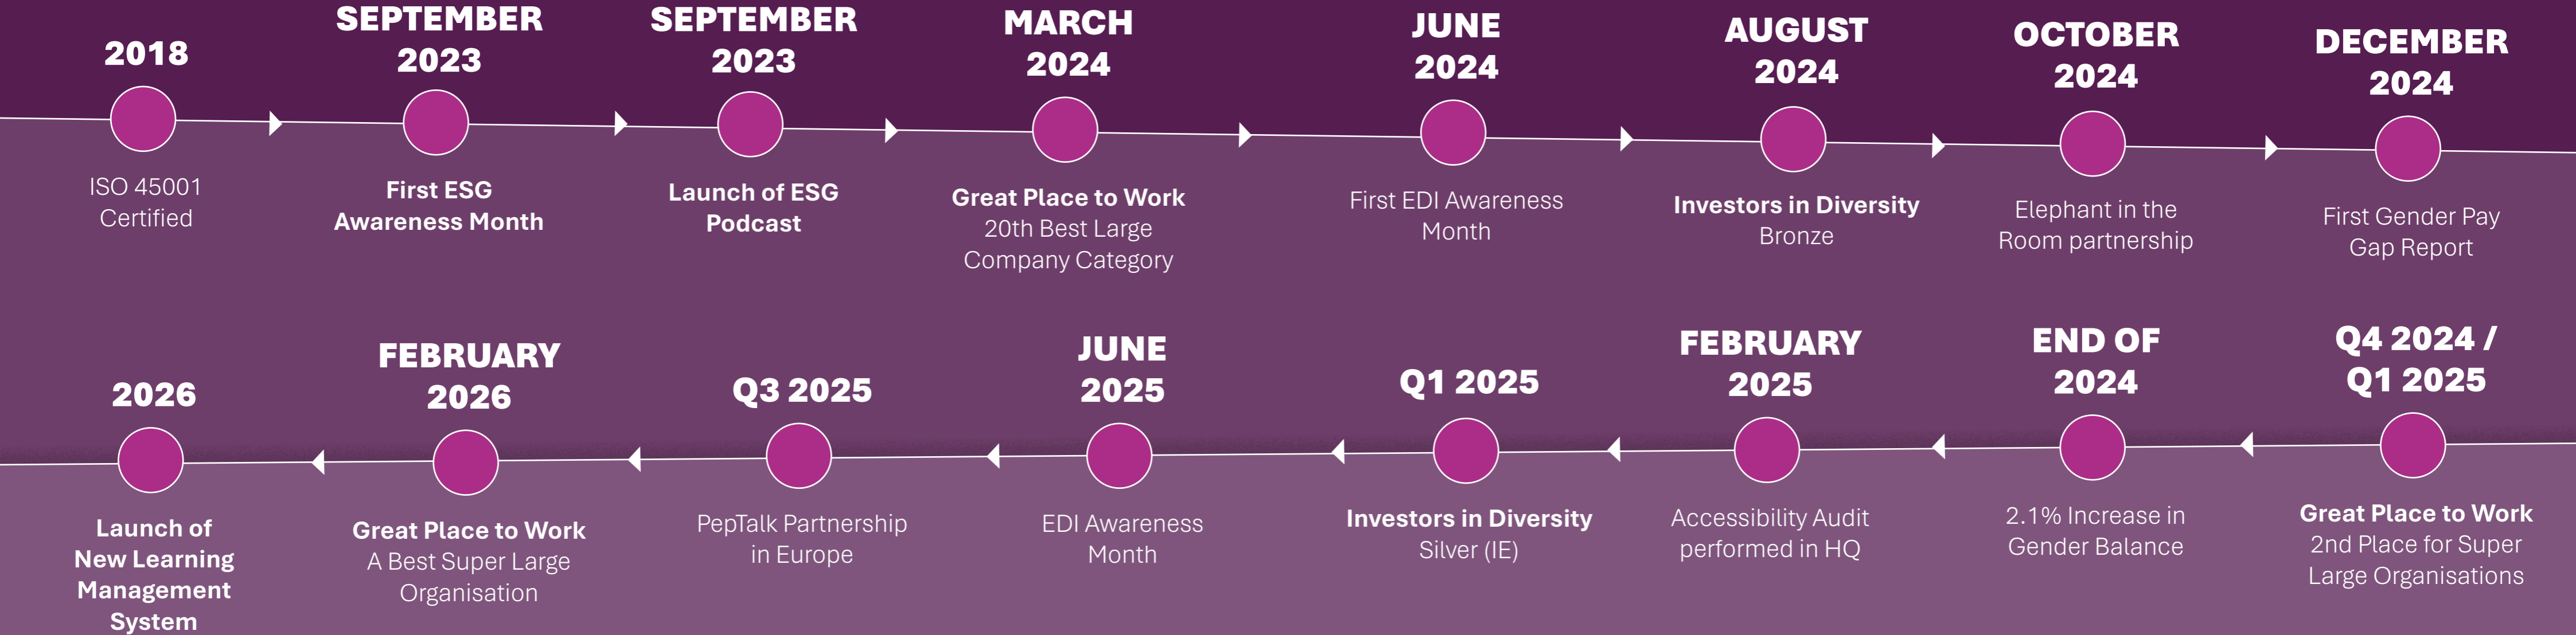 2018
ISO 45001
Certified
SEPTEMBER
2023
First ESG
Awareness Month
SEPTEMBER
2023
Launch of ESG
Podcast
MARCH
2024
Great Place to Work
20th Best Large
Company Category
JUNE
2024
First EDI Awareness
Month
AUGUST
2024
Investors in Diversity
Bronze
OCTOBER
2024
Elephant in the
Room partnership
DECEMBER
2024
First Gender Pay
Gap Report
Q4 2024 /
Q1 2025
Great Place to Work
2nd Place for Super
Large Organisations
END OF
2024
2.1% Increase in
Gender Balance
FEBRUARY
2025
Accessibility Audit
performed in HQ
Q1 2025
Investors in Diversity
Silver (IE)
JUNE
2025
EDI Awareness
Month
Q3 2025
PepTalk Partnership
in Europe
FEBRUARY
2026
Great Place to Work
A Best Super Large
Organisation
2026
Launch of
New Learning
Management
System